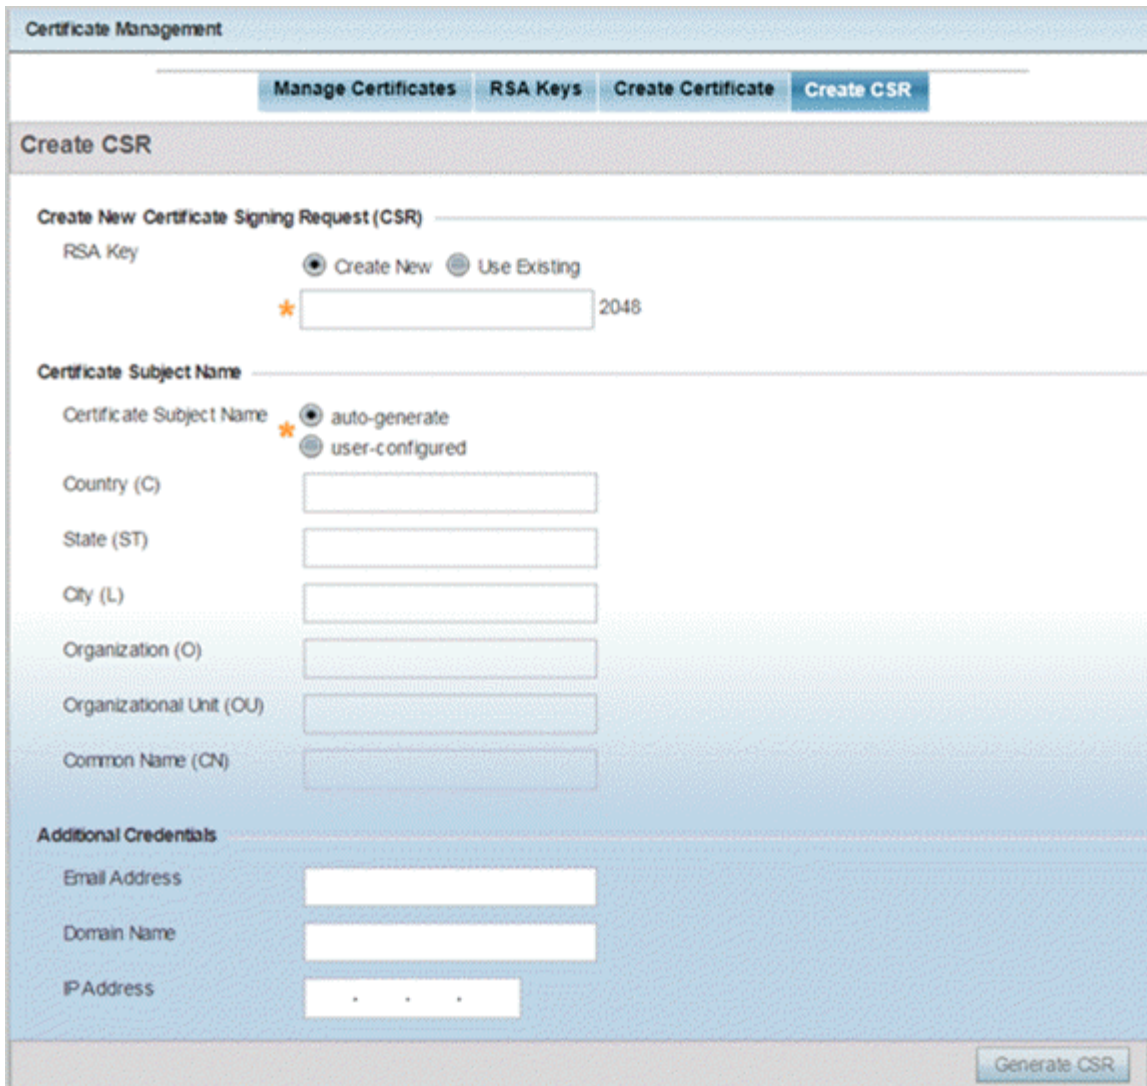 Certificate Management
Manage Certificates RSA Keys Create Certificate Create CSR
Create CSR
Create New Certificate Signing Request (CSR)
RSA Key
Create New Use Existing
* 2048
Certificate Subject Name
Certificate Subject Name * auto-generate
user-configured
Country (C)
State (ST)
City (L)
Organization (O)
Organizational Unit (OU)
Common Name (CN)
Additional Credentials
Email Address
Domain Name
IP Address . . .
Generate CSR